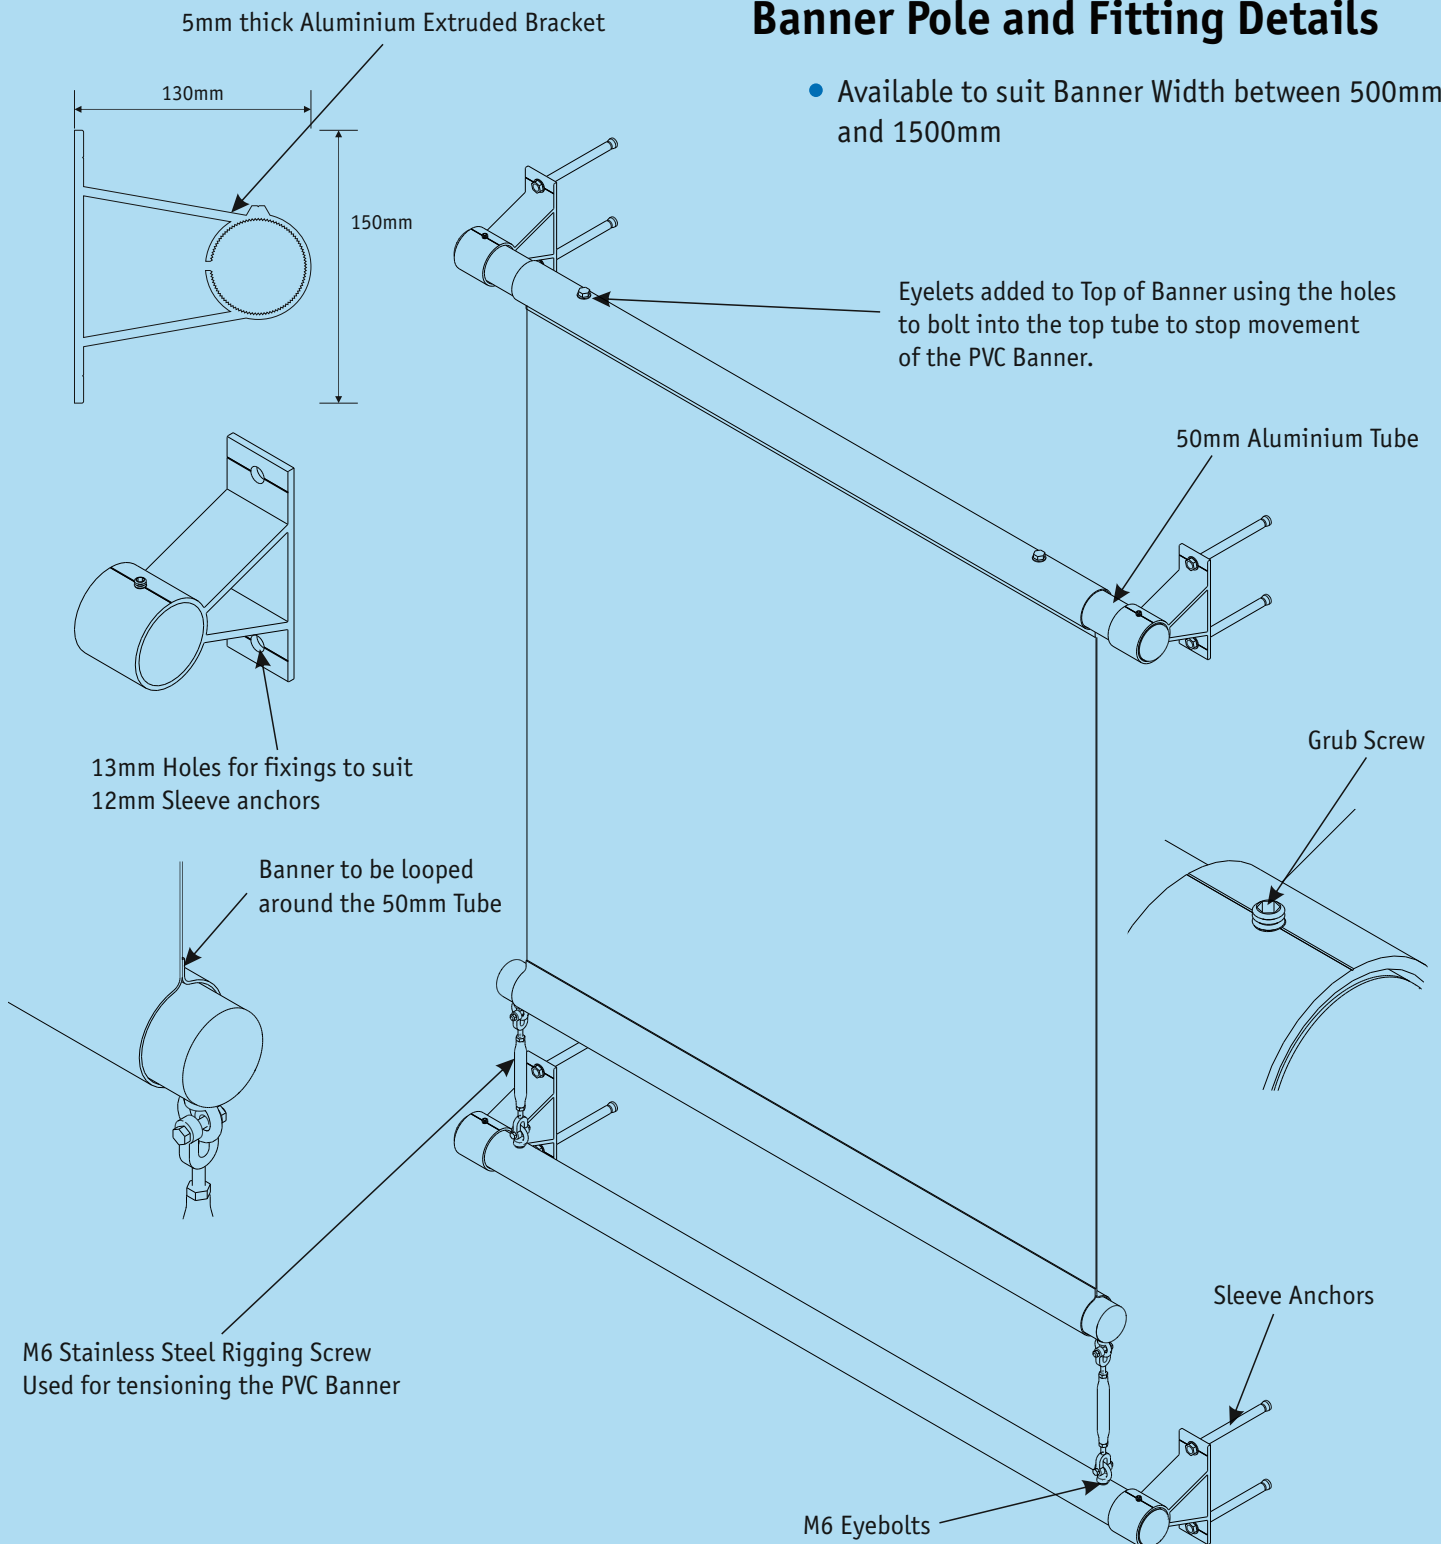 Banner Pole and Fitting Details
• Available to suit Banner Width between 500mm
and 1500mm
5mm thick Aluminium Extruded Bracket
130mm
150mm
Eyelets added to Top of Banner using the holes
to bolt into the top tube to stop movement
of the PVC Banner.
50mm Aluminium Tube
13mm Holes for fixings to suit
12mm Sleeve anchors
Grub Screw
Banner to be looped
around the 50mm Tube
Sleeve Anchors
M6 Stainless Steel Rigging Screw
Used for tensioning the PVC Banner
M6 Eyebolts